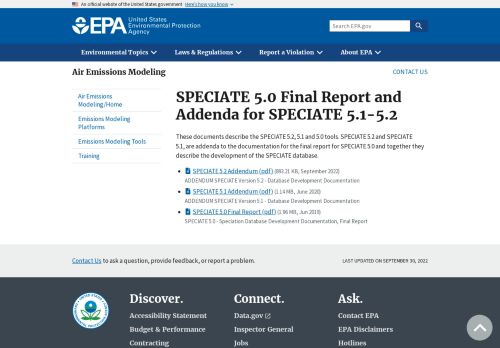 An official website of the United States government Here's how you know
EPA United States
Environmental Protection
Agency
Search EPA.gov
Environmental Topics Laws & Regulations Report a Violation About EPA
Air Emissions Modeling
CONTACT US
Air Emissions
Modeling/Home
Emissions Modeling
Platforms
Emissions Modeling Tools
Training
SPECIATE 5.0 Final Report and
Addenda for SPECIATE 5.1-5.2
These documents describe the SPECIATE 5.2, 5.1 and 5.0 tools. SPECIATE 5.2 and SPECIATE
5.1, are addenda to the documentation for the final report for SPECIATE 5.0 and together they
describe the development of the SPECIATE database.
SPECIATE 5.2 Addendum (pdf) (893.21 KB, September 2022)
ADDENDUM SPECIATE Version 5.2 - Database Development Documentation
SPECIATE 5.1 Addendum (pdf) (1.14 MB, June 2020)
ADDENDUM SPECIATE Version 5.1 - Database Development Documentation
SPECIATE 5.0 Final Report (pdf) (1.96 MB, Jun 2019)
SPECIATE 5.0 - Speciation Database Development Documentation, Final Report
Contact Us to ask a question, provide feedback, or report a problem.
LAST UPDATED ON SEPTEMBER 30, 2022
Discover. Connect. Ask.
Accessibility Statement Data.gov Contact EPA
Budget & Performance Inspector General EPA Disclaimers
Contracting Jobs Hotlines